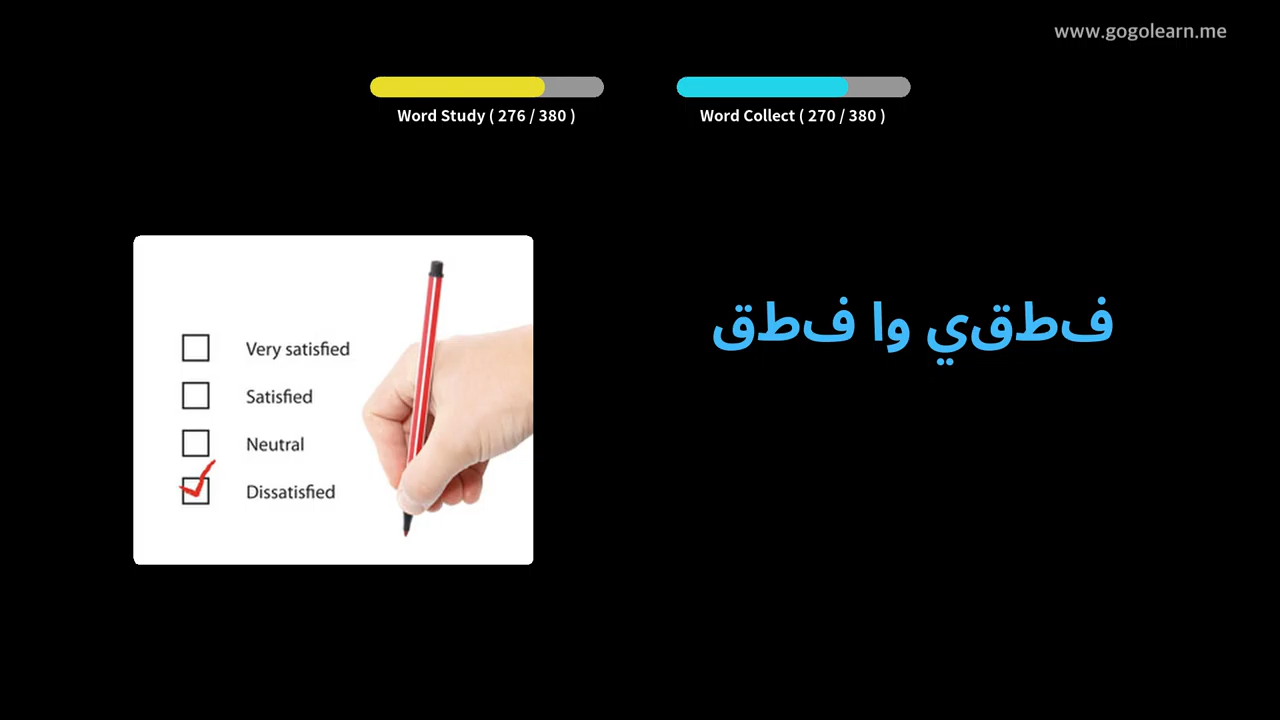 www.gogolearn.me
Word Study ( 276 / 380 )
Word Collect ( 270 / 380 )
فطقي وا فطق
Very satisfied
Satisfied
Neutral
Dissatisfied